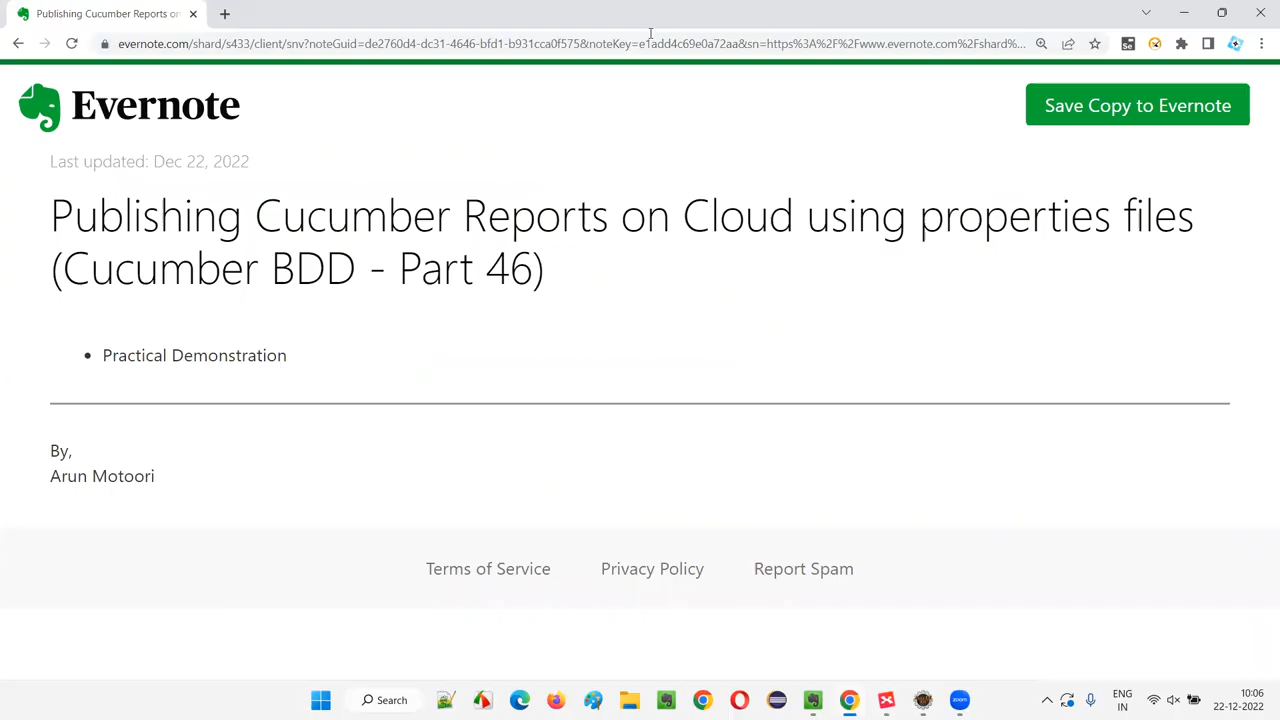 Publishing Cucumber Reports on
evernote.com/shard/s433/client/snv?noteGuid=de2760d4-de31-4646-bfd1-b931cca0f575&noteKey=e1add4c69e0a72aa&sn=https%3A%2F%2Fwww.evernote.com%2Fshard%...
Evernote
Save Copy to Evernote
Last updated: Dec 22, 2022
Publishing Cucumber Reports on Cloud using properties files
(Cucumber BDD - Part 46)
• Practical Demonstration
By,
Arun Motoori
Terms of Service Privacy Policy Report Spam
Search
zoom
ENG
IN
10:06
22-12-2022